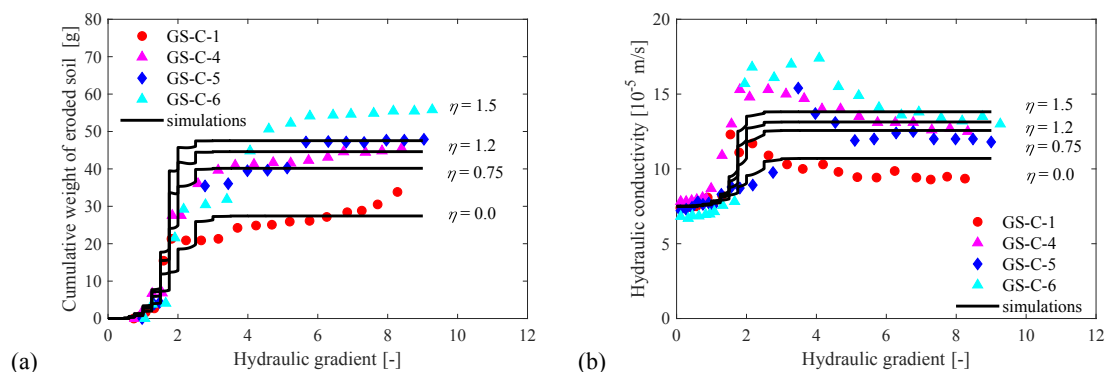 80
70
60
50
40
30
20
10
0
Cumulative weight of eroded soil [g]
GS-C-1
GS-C-4
GS-C-5
GS-C-6
simulations
η = 1.5
η = 1.2
η = 0.75
η = 0.0
0 2 4 6 8 10 12
Hydraulic gradient [-]
(a)
20
15
10
5
0
Hydraulic conductivity [10⁻⁵ m/s]
η = 1.5
η = 1.2
η = 0.75
η = 0.0
GS-C-1
GS-C-4
GS-C-5
GS-C-6
simulations
0 2 4 6 8 10 12
Hydraulic gradient [-]
(b)